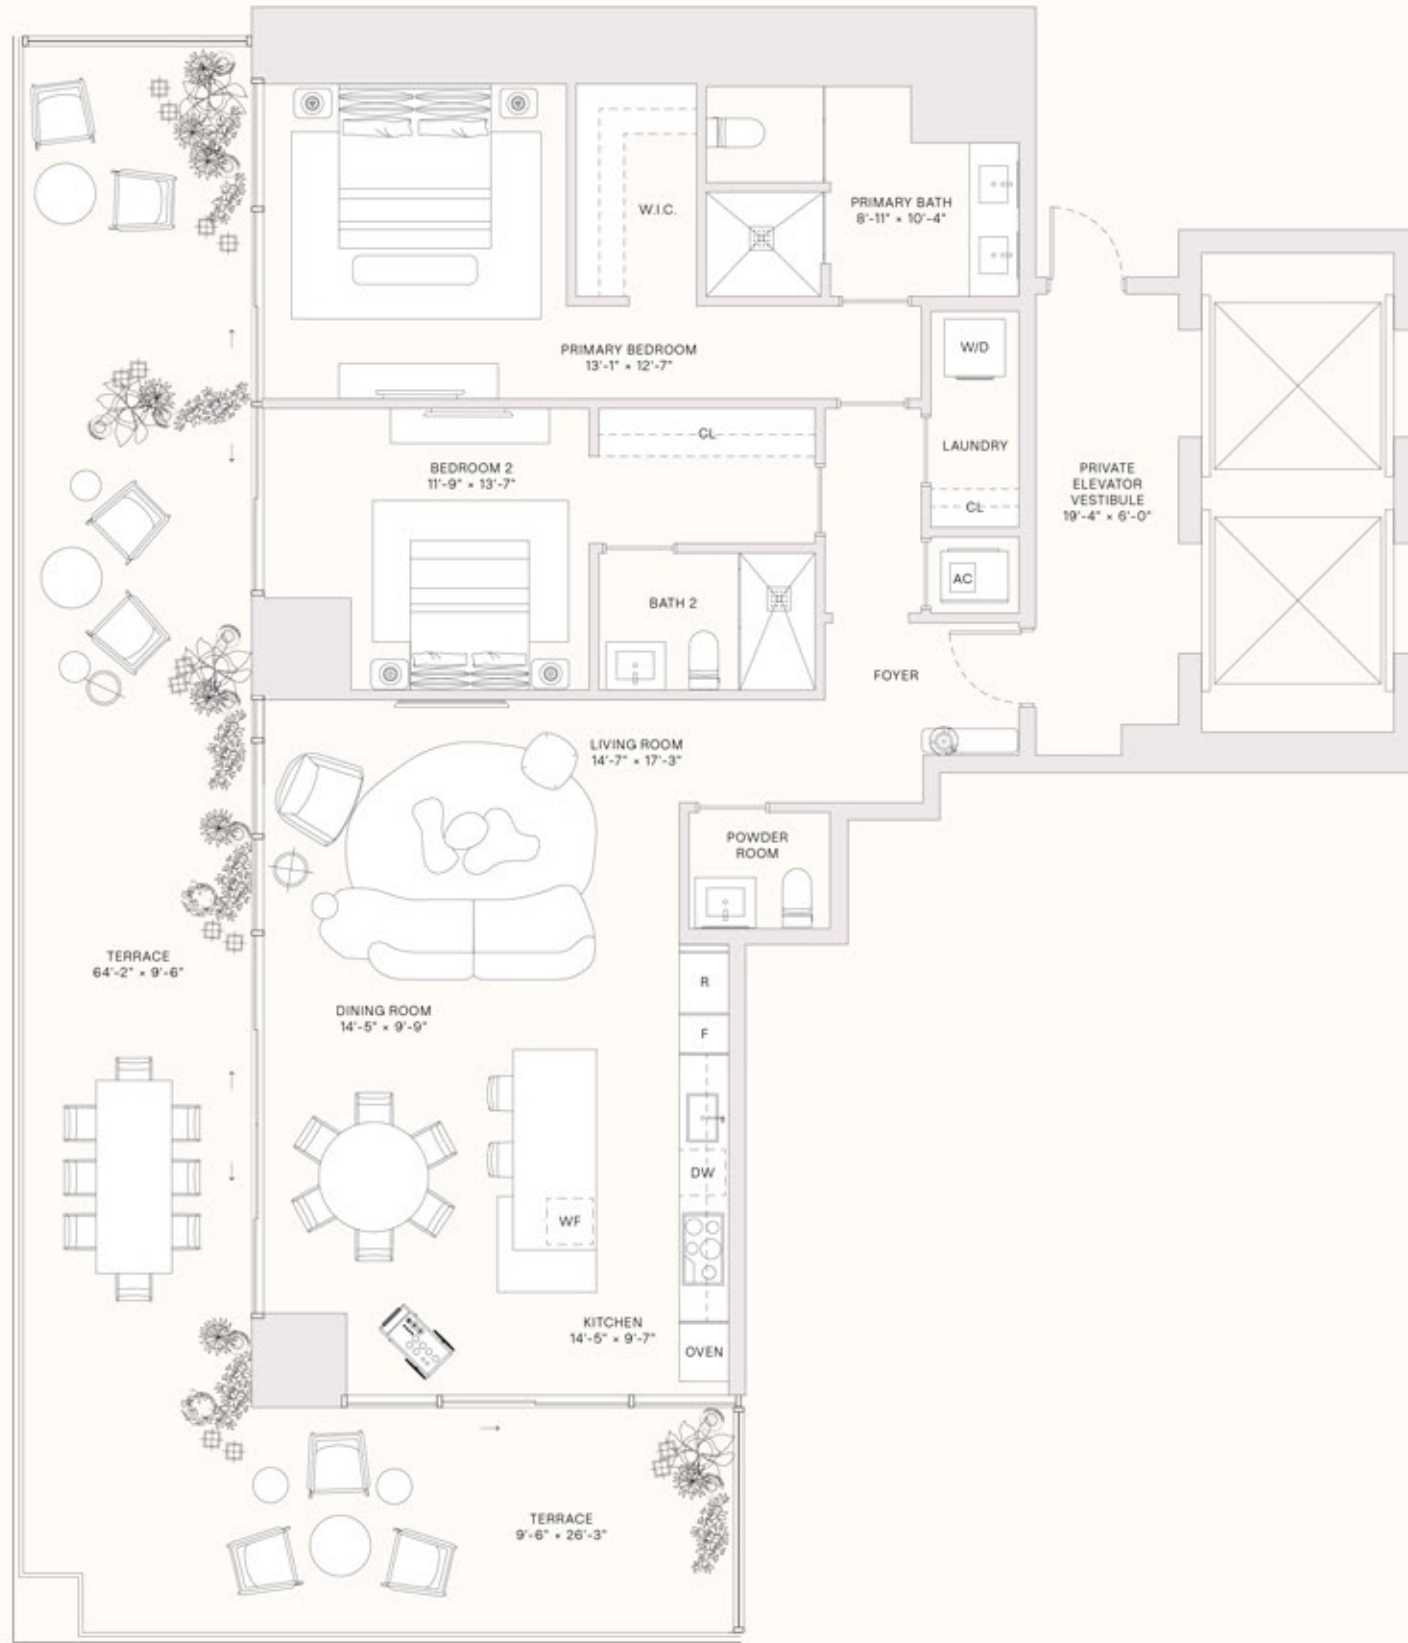 W.I.C.
PRIMARY BATH
8'-11" × 10'-4"
PRIMARY BEDROOM
13'-1" × 12'-7"
W/D
CL
BEDROOM 2
11'-9" × 13'-7"
LAUNDRY
PRIVATE
ELEVATOR
VESTIBULE
19'-4" × 6'-0"
CL
AC
BATH 2
FOYER
LIVING ROOM
14'-7" × 17'-3"
POWDER
ROOM
TERRACE
64'-2" × 9'-6"
R
DINING ROOM
14'-5" × 9'-9"
F
DW
WF
KITCHEN
14'-5" × 9'-7"
OVEN
TERRACE
9'-6" × 26'-3"